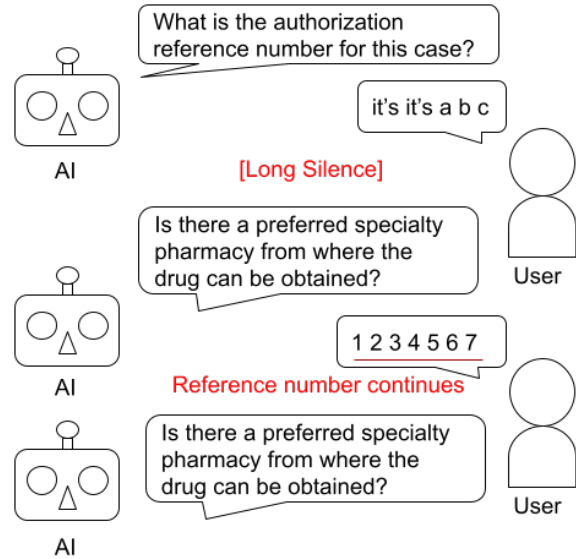 What is the authorization
reference number for this case?
it's it's a b c
AI
[Long Silence]
Is there a preferred specialty
pharmacy from where the
drug can be obtained?
User
1 2 3 4 5 6 7
AI
Reference number continues
Is there a preferred specialty
pharmacy from where the
drug can be obtained?
User
AI